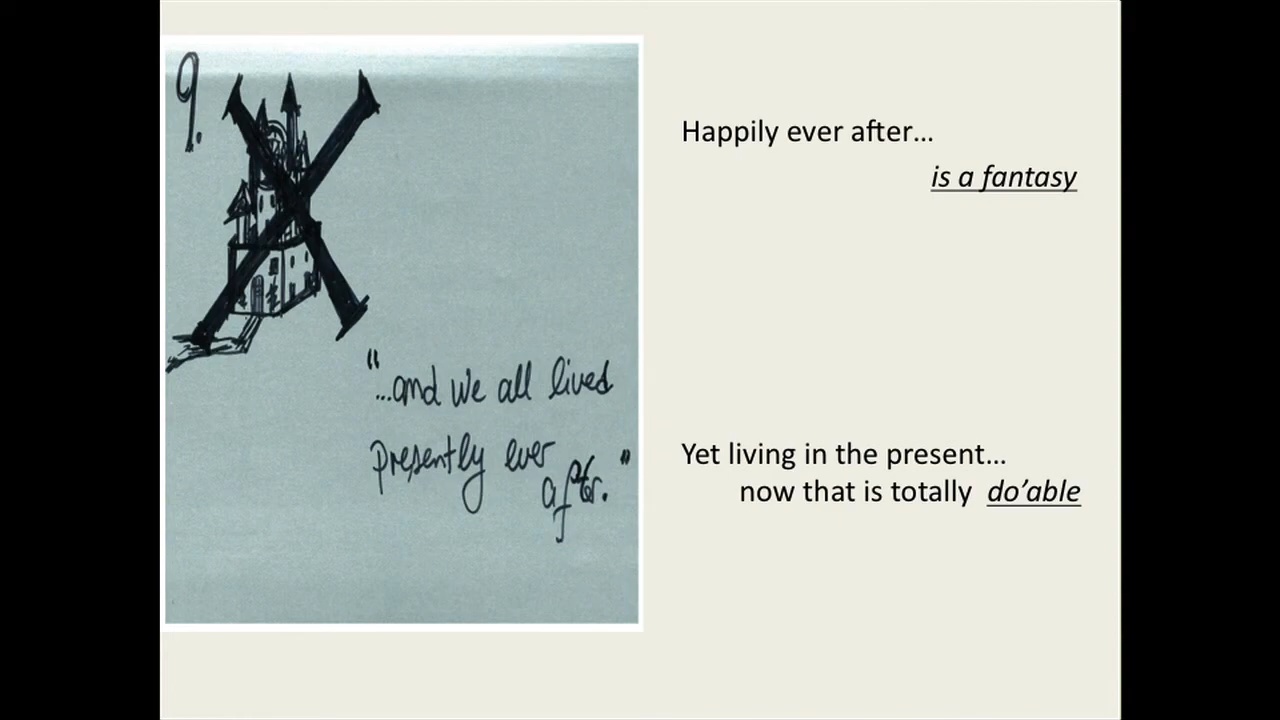 9.
"...and we all lived
presently ever
after."
Happily ever after…
is a fantasy
Yet living in the present…
now that is totally do’able